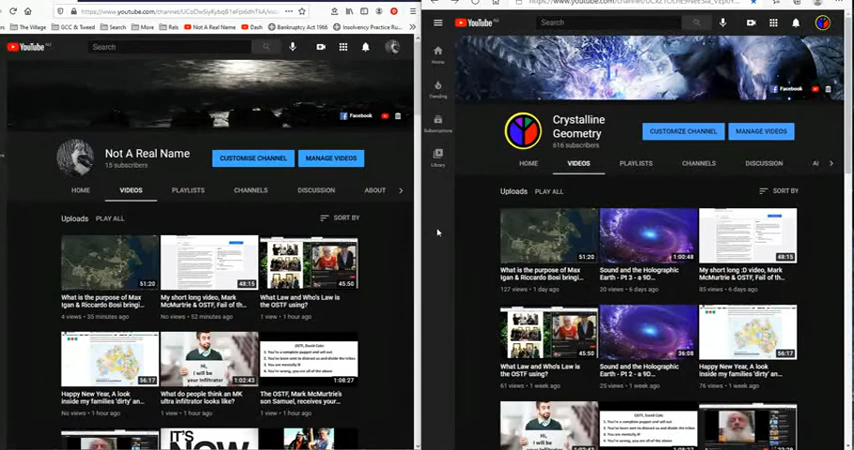 The Village
GCC & Tweed
Search
More
Reis
Not A Real Name
Dash
Bankruptcy Act 1966
Insolvency Practice Ru...
YouTube AU
Search
Facebook
Not A Real Name
15 subscribers
CUSTOMISE CHANNEL
MANAGE VIDEOS
HOME
VIDEOS
PLAYLISTS
CHANNELS
DISCUSSION
ABOUT
Uploads
PLAY ALL
SORT BY
51:20
48:15
45:50
What is the purpose of Max
Igan & Riccardo Bosi bringi...
4 views • 35 minutes ago
My short long video, Mark
McMurtrie & OSTF, Fail of th...
No views • 52 minutes ago
What Law and Who's Law is
the OSTF using?
1 view • 1 hour ago
HI,
I will be
your Infiltrator
OSTF, David Cole:
56:17
1:02:43
1:08:27
Happy New Year, A look
inside my families 'dirty' an...
No views • 1 hour ago
What do people think an MK
ultra infiltrator looks like?
No views • 1 hour ago
The OSTF, Mark McMurtrie's
son Samuel, receives your...
1 view • 1 hour ago
IT'S
NOW
YouTube AU
Search
Home
Trending
Subscriptions
Library
Facebook
Crystalline
Geometry
616 subscribers
CUSTOMIZE CHANNEL
MANAGE VIDEOS
HOME
VIDEOS
PLAYLISTS
CHANNELS
DISCUSSION
Uploads
PLAY ALL
SORT BY
51:20
1:00:48
48:15
What is the purpose of Max
Igan & Riccardo Bosi bringi...
127 views • 1 day ago
Sound and the Holographic
Earth - Pt 3 - a 9D...
20 views • 6 days ago
My short long :D video, Mark
McMurtrie & OSTF, Fail of th...
85 views • 6 days ago
45:50
36:08
56:17
What Law and Who's Law is
the OSTF using?
61 views • 1 week ago
Sound and the Holographic
Earth - Pt 2 - a 9D...
25 views • 1 week ago
Happy New Year, A look
inside my families 'dirty' an...
76 views • 1 week ago
HI,
I will be
your Infiltrator
OSTF, David Cole: